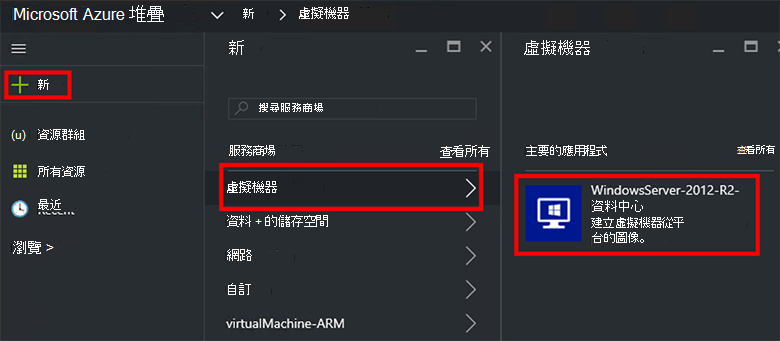 Microsoft Azure 堆疊
新
虛擬機器
新
(u) 資源群組
所有資源
最近
Recent
瀏覽 >
新
搜尋服務商場
服務商場
查看所有
虛擬機器
資料 + 的儲存空間
網路
自訂
virtualMachine-ARM
虛擬機器
主要的應用程式
查看所有
WindowsServer-2012-R2-
資料中心
建立虛擬機器從平
台的圖像。